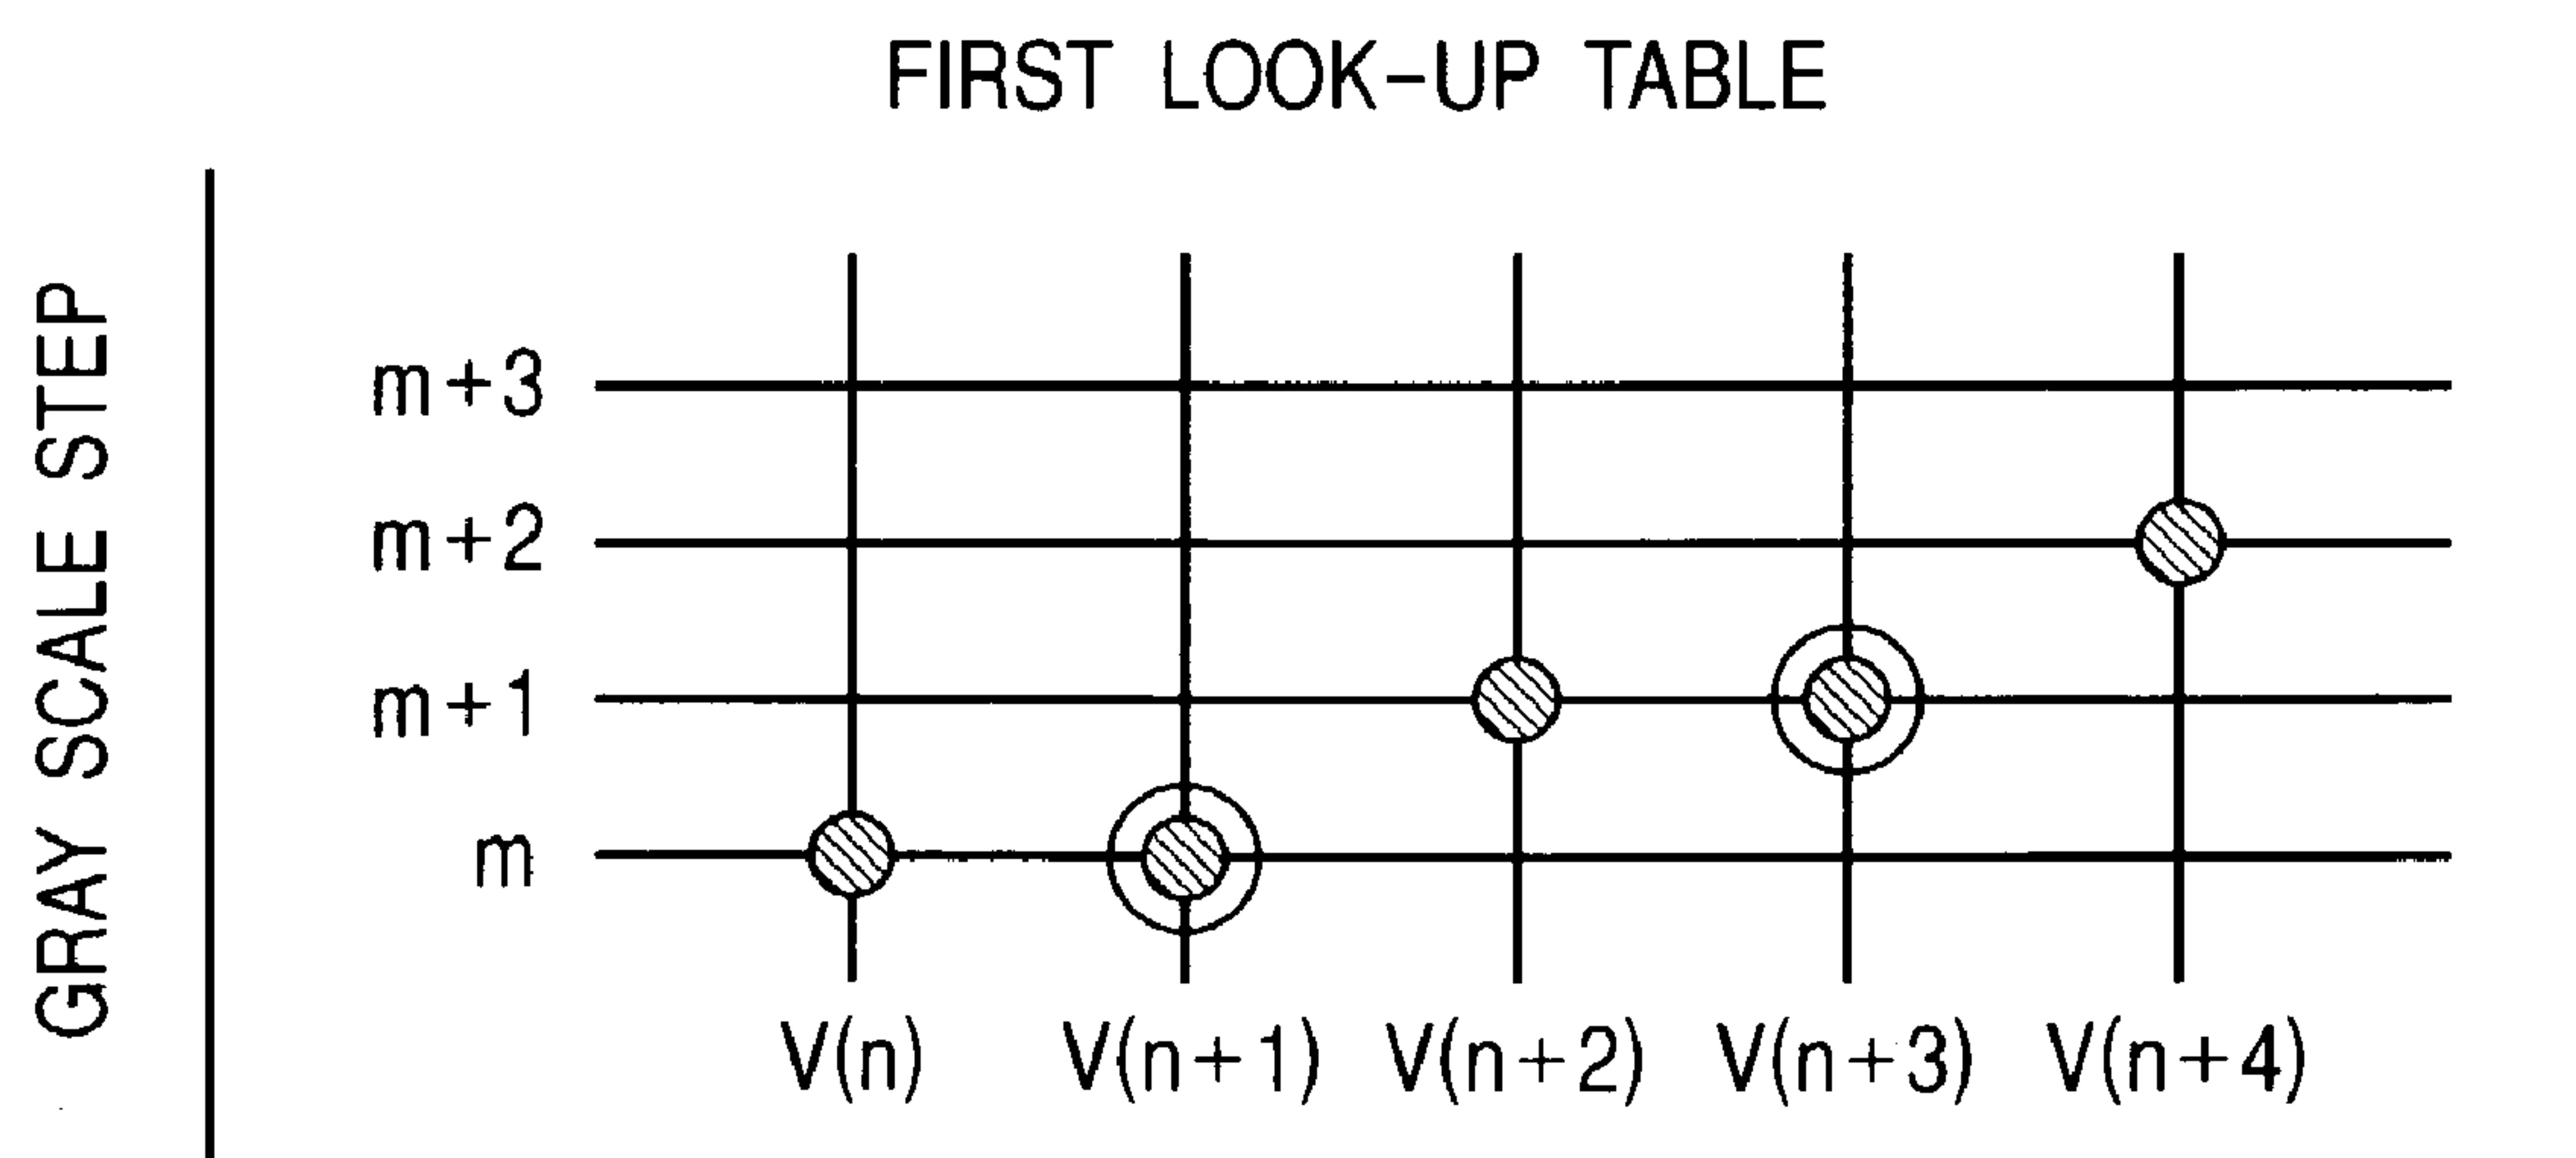 FIRST LOOK-UP TABLE
GRAY SCALE STEP
m+3
m+2
m+1
m
V(n) V(n+1) V(n+2) V(n+3) V(n+4)